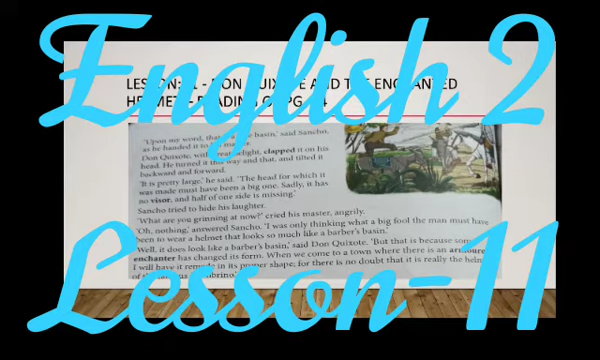 English 2
LESSON: 11 - DON QUIXOTE AND THE ENCHANTED
HELMET - READING OF PG
'Upon my word, that basin,' said Sancho,
as he handed it to
Don Quixote, with great delight, clapped it on his
head. He turned it this way and that, and tilted it
backward and forward.
'It is pretty large,' he said. 'The head for which it
was made must have been a big one. Sadly, it has
no visor, and half of one side is missing.'
Sancho tried to hide his laughter.
'What are you grinning at now?' cried his master, angrily.
'Oh, nothing,' answered Sancho. 'I was only thinking what a big fool the man must have
been to wear a helmet that looks so much like a barber's basin.'
'Well, it does look like a barber's basin,' said Don Quixote. 'But that is because some
enchanter has changed its form. When we come to a town where there is an armourer
I will have it in its proper shape; for there is no doubt that it is really the
of
Lesson-11